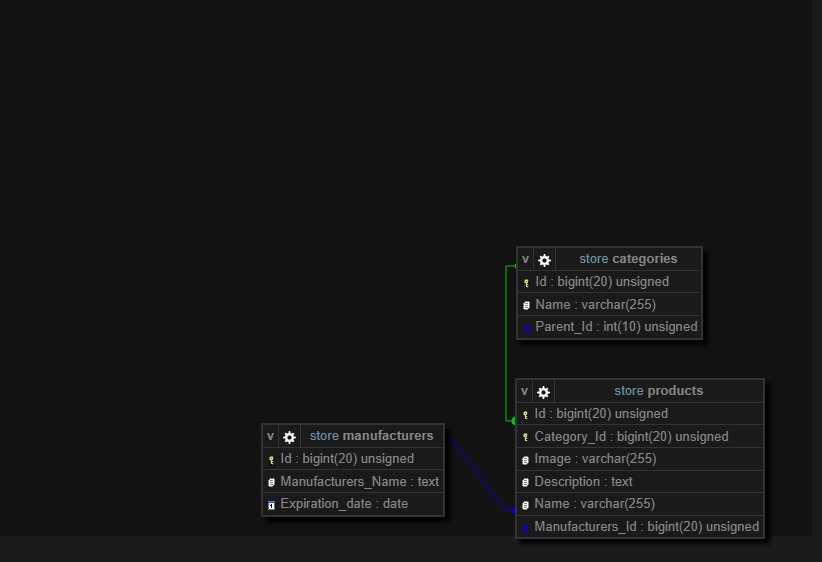 v store categories
Id : bigint(20) unsigned
Name : varchar(255)
Parent_Id : int(10) unsigned
v store products
Id : bigint(20) unsigned
Category_Id : bigint(20) unsigned
Image : varchar(255)
Description : text
Name : varchar(255)
Manufacturers_Id : bigint(20) unsigned
v store manufacturers
Id : bigint(20) unsigned
Manufacturers_Name : text
Expiration_date : date